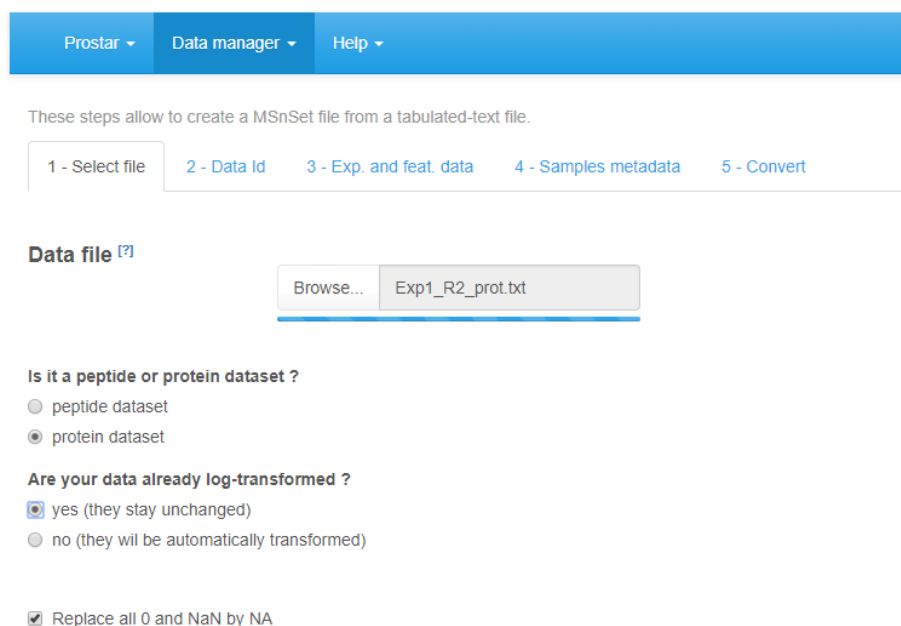 Prostar Data manager Help
These steps allow to create a MSnSet file from a tabulated-text file.
1 - Select file 2 - Data Id 3 - Exp. and feat. data 4 - Samples metadata 5 - Convert
Data file [?]
Browse... Exp1_R2_prot.txt
Is it a peptide or protein dataset ?
peptide dataset
protein dataset
Are your data already log-transformed ?
yes (they stay unchanged)
no (they wil be automatically transformed)
Replace all 0 and NaN by NA